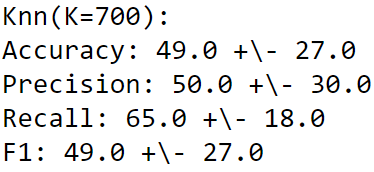 Knn(K=700):
Accuracy: 49.0 +\- 27.0
Precision: 50.0 +\- 30.0
Recall: 65.0 +\- 18.0
F1: 49.0 +\- 27.0